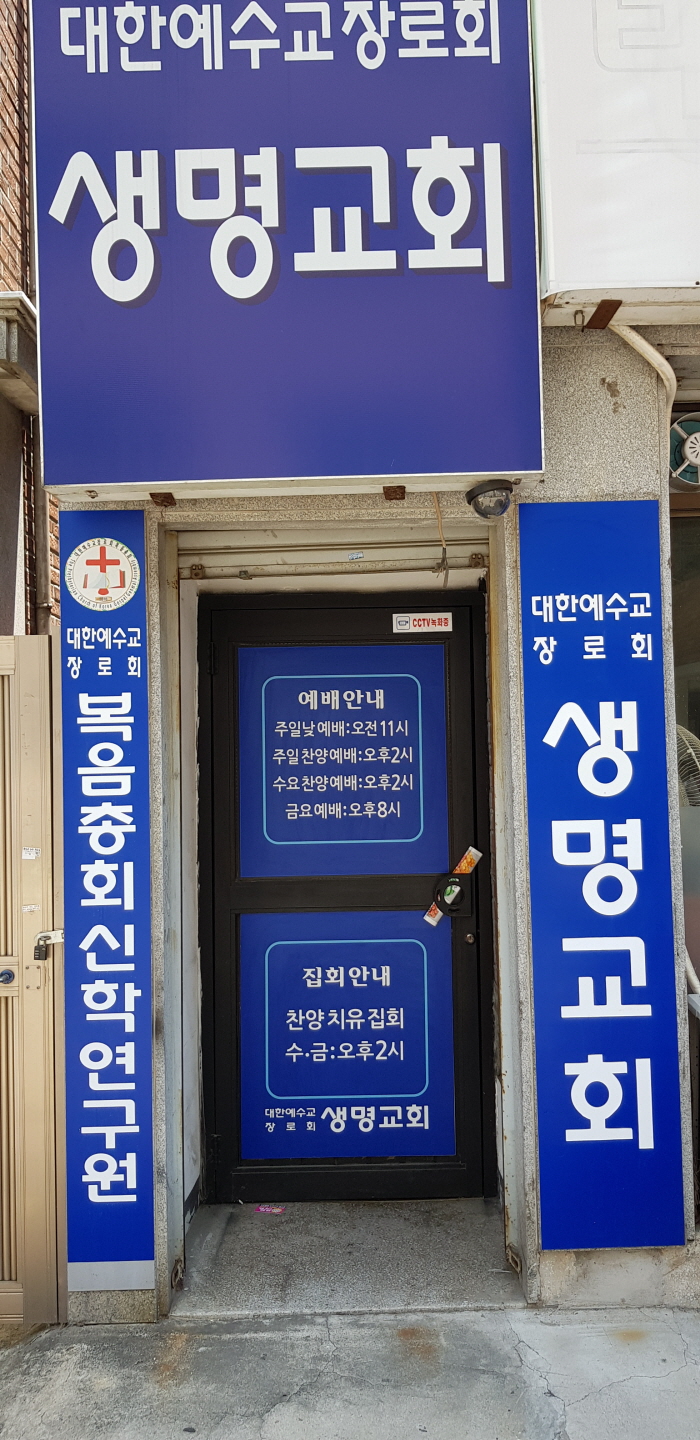 대한예수교장로회
생명교회
대한예수교
장로회
복음총회신학연구원
CCTV녹화중
예배안내
주일낮예배:오전11시
주일찬양예배:오후2시
수요찬양예배:오후2시
금요예배:오후8시
집회안내
찬양치유집회
수·금:오후2시
대한예수교
장로회
생명교회
대한예수교
장로회
생명교회